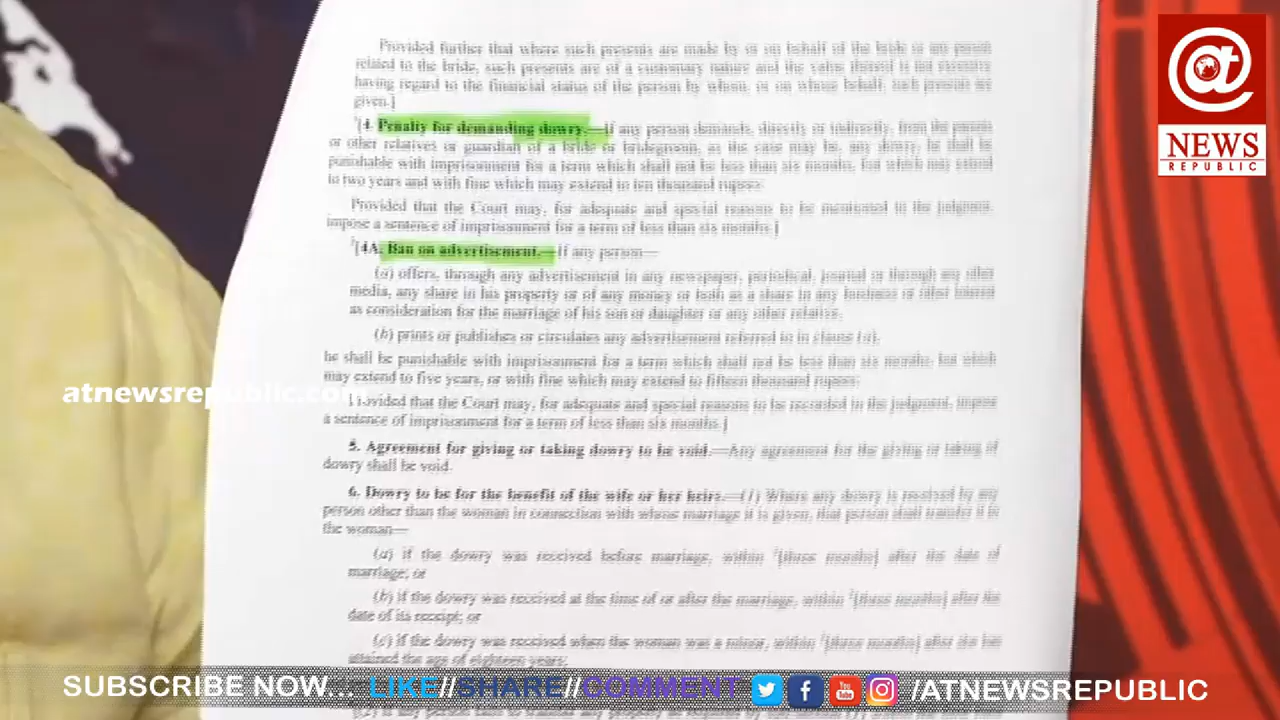 Provided further that where such presents are made by or on behalf of the bride or any person
related to the bride, such presents are of a customary nature and the value thereof is not excessive
having regard to the financial status of the person by whom, or on whose behalf, such presents are
given.]
[4. Penalty for demanding dowry.—If any person demands, directly or indirectly, from the parents
or other relatives or guardian of a bride or bridegroom, as the case may be, any dowry, he shall be
punishable with imprisonment for a term which shall not be less than six months, but which may extend
to two years and with fine which may extend to ten thousand rupees:
Provided that the Court may, for adequate and special reasons to be mentioned in the judgment,
impose a sentence of imprisonment for a term of less than six months.]
[4A. Ban on advertisement.—If any person—
(a) offers, through any advertisement in any newspaper, periodical, journal or through any other
media, any share in his property or of any money or both as a share in any business or other interest
as consideration for the marriage of his son or daughter or any other relative,
(b) prints or publishes or circulates any advertisement referred to in clause (a),
he shall be punishable with imprisonment for a term which shall not be less than six months, but which
may extend to five years, or with fine which may extend to fifteen thousand rupees:
Provided that the Court may, for adequate and special reasons to be recorded in the judgment, impose
a sentence of imprisonment for a term of less than six months.]
5. Agreement for giving or taking dowry to be void.—Any agreement for the giving or taking of
dowry shall be void.
6. Dowry to be for the benefit of the wife or her heirs.—(1) Where any dowry is received by any
person other than the woman in connection with whose marriage it is given, that person shall transfer it to
the woman—
(a) if the dowry was received before marriage, within [three months] after the date of
marriage; or
(b) if the dowry was received at the time of or after the marriage, within [three months] after the
date of its receipt; or
(c) if the dowry was received when the woman was a minor, within [three months] after she has
attained the age of eighteen years;
@
NEWS
REPUBLIC
atnewsrepublic.com
SUBSCRIBE NOW. LIKE//SHARE//COMMENT /ATNEWSREPUBLIC